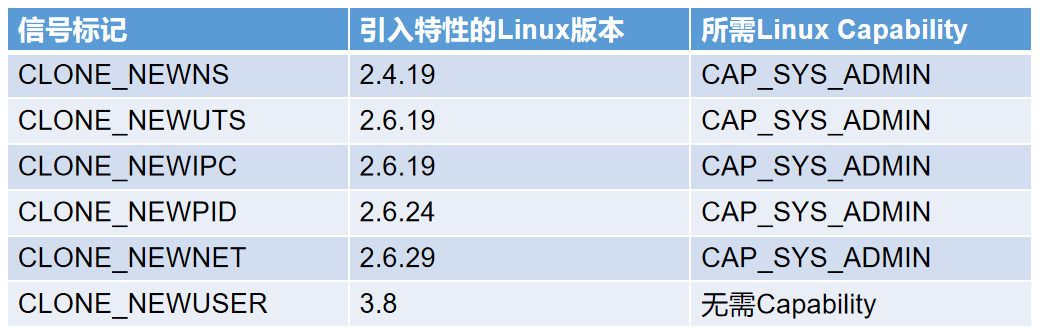 信号标记 引入特性的Linux版本 所需Linux Capability
CLONE_NEWNS 2.4.19 CAP_SYS_ADMIN
CLONE_NEWUTS 2.6.19 CAP_SYS_ADMIN
CLONE_NEWIPC 2.6.19 CAP_SYS_ADMIN
CLONE_NEWPID 2.6.24 CAP_SYS_ADMIN
CLONE_NEWNET 2.6.29 CAP_SYS_ADMIN
CLONE_NEWUSER 3.8 无需Capability